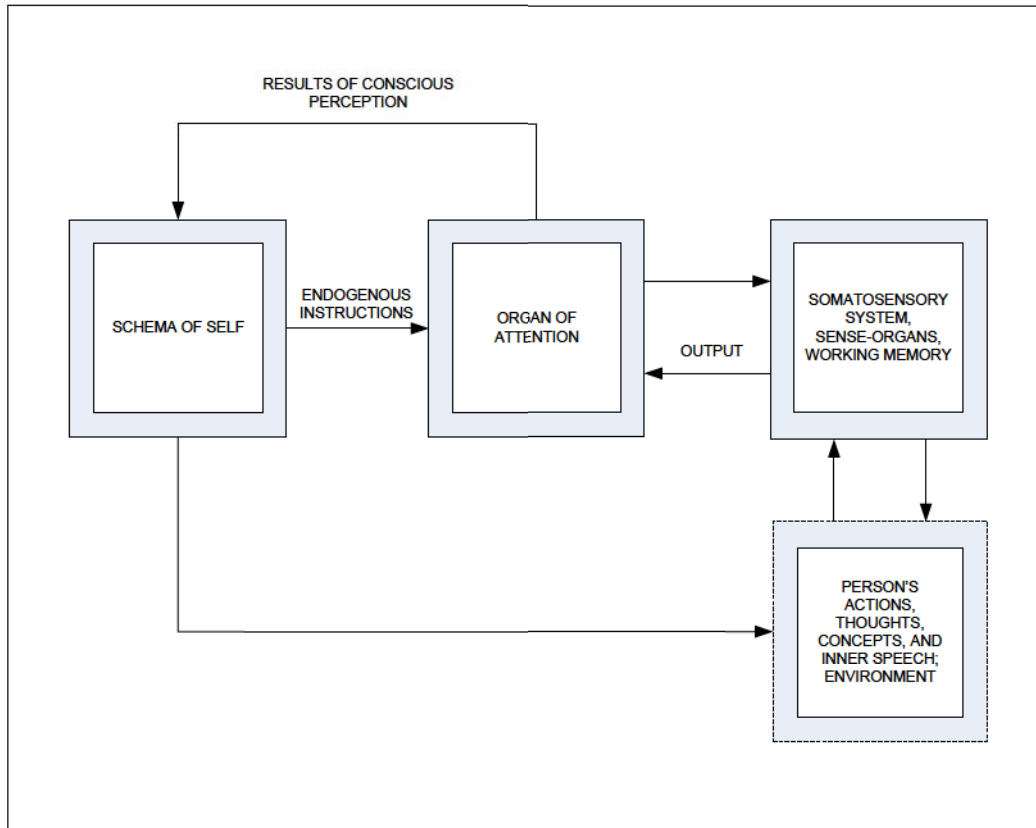 RESULTS OF CONSCIOUS
PERCEPTION
SCHEMA OF SELF
ENDOGENOUS
INSTRUCTIONS
ORGAN OF
ATTENTION
OUTPUT
SOMATOSENSORY
SYSTEM,
SENSE-ORGANS,
WORKING MEMORY
PERSON'S
ACTIONS,
THOUGHTS,
CONCEPTS, AND
INNER SPEECH;
ENVIRONMENT